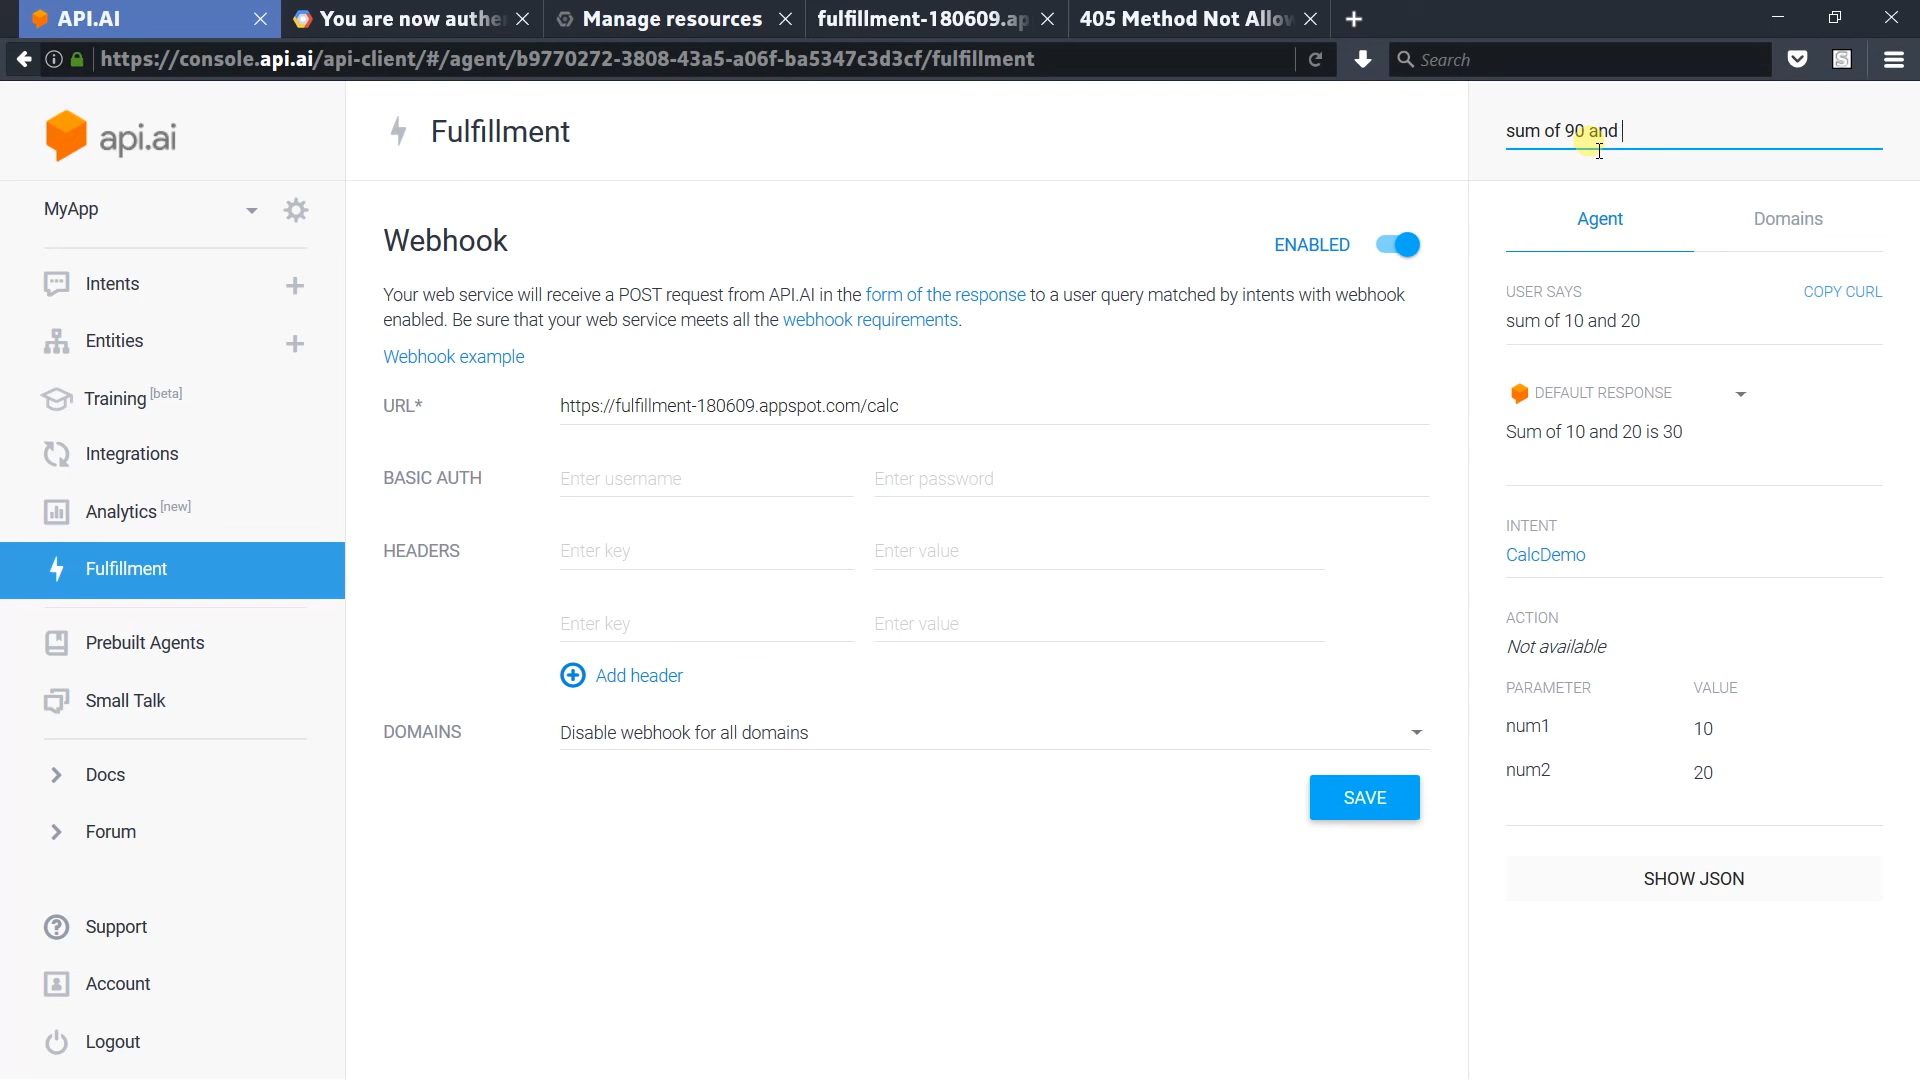 API.AI
You are now authe
Manage resources
fulfillment-180609.ap
405 Method Not Allow
https://console.api.ai/api-client/#/agent/b9770272-3808-43a5-a06f-ba5347c3d3cf/fulfillment
Search
api.ai
MyApp
Intents
Entities
Training [beta]
Integrations
Analytics [new]
Fulfillment
Prebuilt Agents
Small Talk
Docs
Forum
Support
Account
Logout
Fulfillment
Webhook
ENABLED
Your web service will receive a POST request from API.AI in the form of the response to a user query matched by intents with webhook
enabled. Be sure that your web service meets all the webhook requirements.
Webhook example
URL* https://fulfillment-180609.appspot.com/calc
BASIC AUTH Enter username Enter password
HEADERS Enter key Enter value
Enter key Enter value
Add header
DOMAINS Disable webhook for all domains
SAVE
sum of 90 and
Agent Domains
USER SAYS COPY CURL
sum of 10 and 20
DEFAULT RESPONSE
Sum of 10 and 20 is 30
INTENT
CalcDemo
ACTION
Not available
PARAMETER VALUE
num1 10
num2 20
SHOW JSON